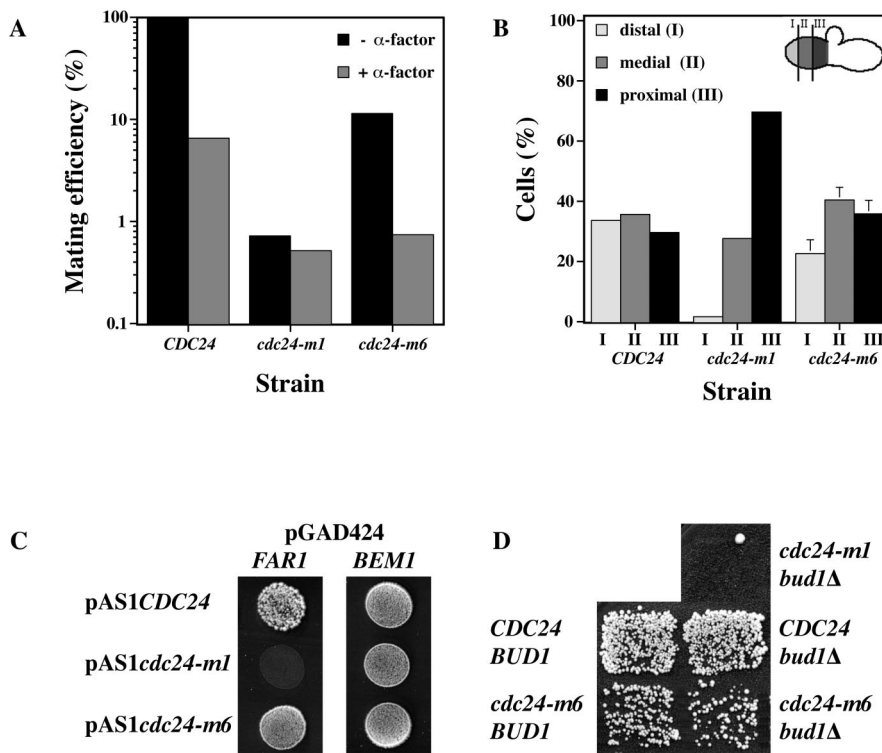 A
Mating efficiency (%)
100
10
1
0.1
- α-factor
+ α-factor
CDC24
cdc24-m1
cdc24-m6
Strain
B
Cells (%)
100
80
60
40
20
0
distal (I)
medial (II)
proximal (III)
I II III
I II III
I II III
I II III
CDC24
cdc24-m1
cdc24-m6
Strain
C
pGAD424
FAR1 BEM1
pAS1CDC24
pAS1cdc24-m1
pAS1cdc24-m6
D
cdc24-m1
bud1Δ
CDC24
BUD1
CDC24
bud1Δ
cdc24-m6
BUD1
cdc24-m6
bud1Δ